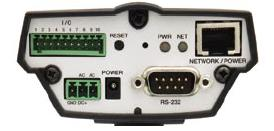 I/O
1 2 3 4 5 6 7 8 9 10
RESET
PWR NET
NETWORK / POWER
AC AC
POWER
GND DC+
RS-232